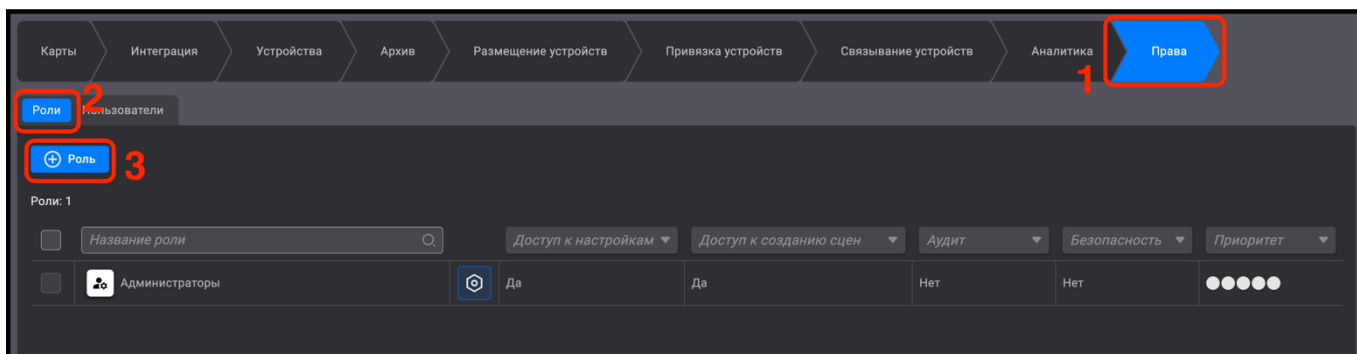 Карты Интеграция Устройства Архив Размещение устройств Привязка устройств Связывание устройств Аналитика Права
1
Роли 2 Пользователи
Роль 3
Роли: 1
Название роли Доступ к настройкам Доступ к созданию сцен Аудит Безопасность Приоритет
Администраторы Да Да Нет Нет